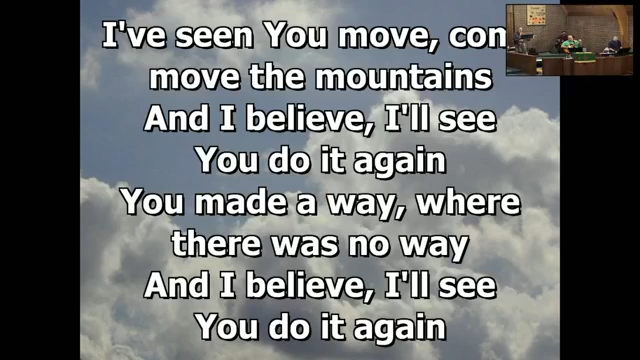 I've seen You move, con
move the mountains
And I believe, I'll see
You do it again
You made a way, where
there was no way
And I believe, I'll see
You do it again